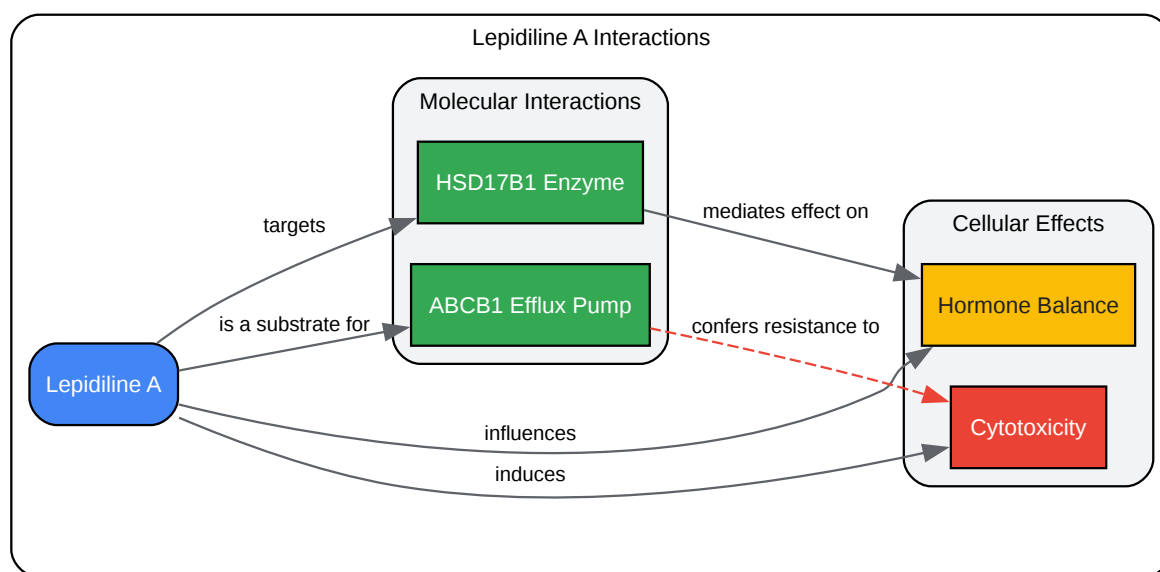 Lepidiline A Interactions
Molecular Interactions
HSD17B1 Enzyme
targets
mediates effect on
Cellular Effects
Hormone Balance
ABCB1 Efflux Pump
is a substrate for
confers resistance to
Lepidiline A
Cytotoxicity
influences
induces